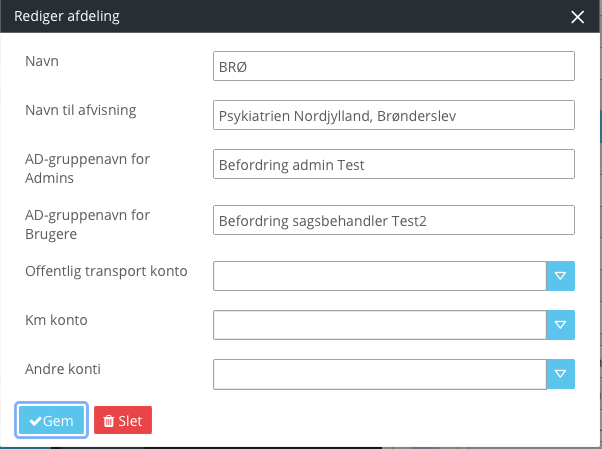 Rediger afdeling
Navn
BRØ
Navn til afvisning
Psykiatrien Nordjylland, Brønderslev
AD-gruppenavn for
Admins
Befordring admin Test
AD-gruppenavn for
Brugere
Befordring sagsbehandler Test2
Offentlig transport konto
Km konto
Andre konti
Gem
Slet